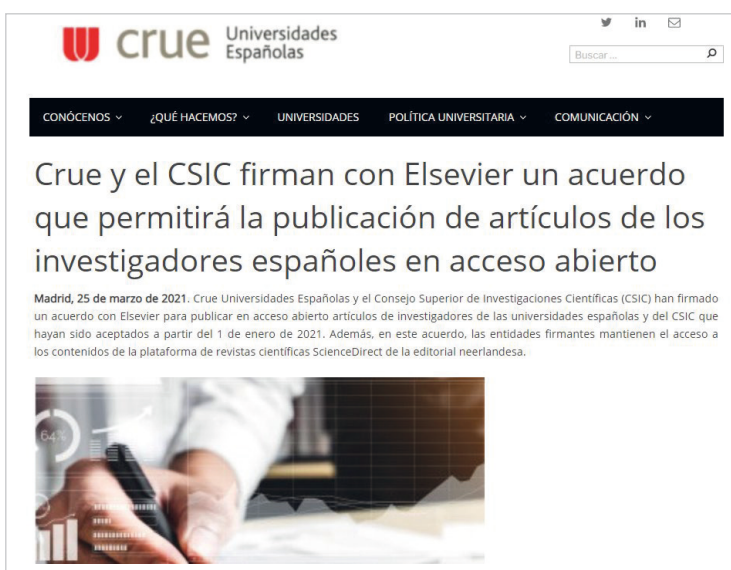 crue Universidades
Españolas
Buscar ...
CONÓCENOS ¿QUÉ HACEMOS? UNIVERSIDADES POLÍTICA UNIVERSITARIA COMUNICACIÓN
Crue y el CSIC firman con Elsevier un acuerdo
que permitirá la publicación de artículos de los
investigadores españoles en acceso abierto
Madrid, 25 de marzo de 2021. Crue Universidades Españolas y el Consejo Superior de Investigaciones Científicas (CSIC) han firmado
un acuerdo con Elsevier para publicar en acceso abierto artículos de investigadores de las universidades españolas y del CSIC que
hayan sido aceptados a partir del 1 de enero de 2021. Además, en este acuerdo, las entidades firmantes mantienen el acceso a
los contenidos de la plataforma de revistas científicas ScienceDirect de la editorial neerlandesa.
64%